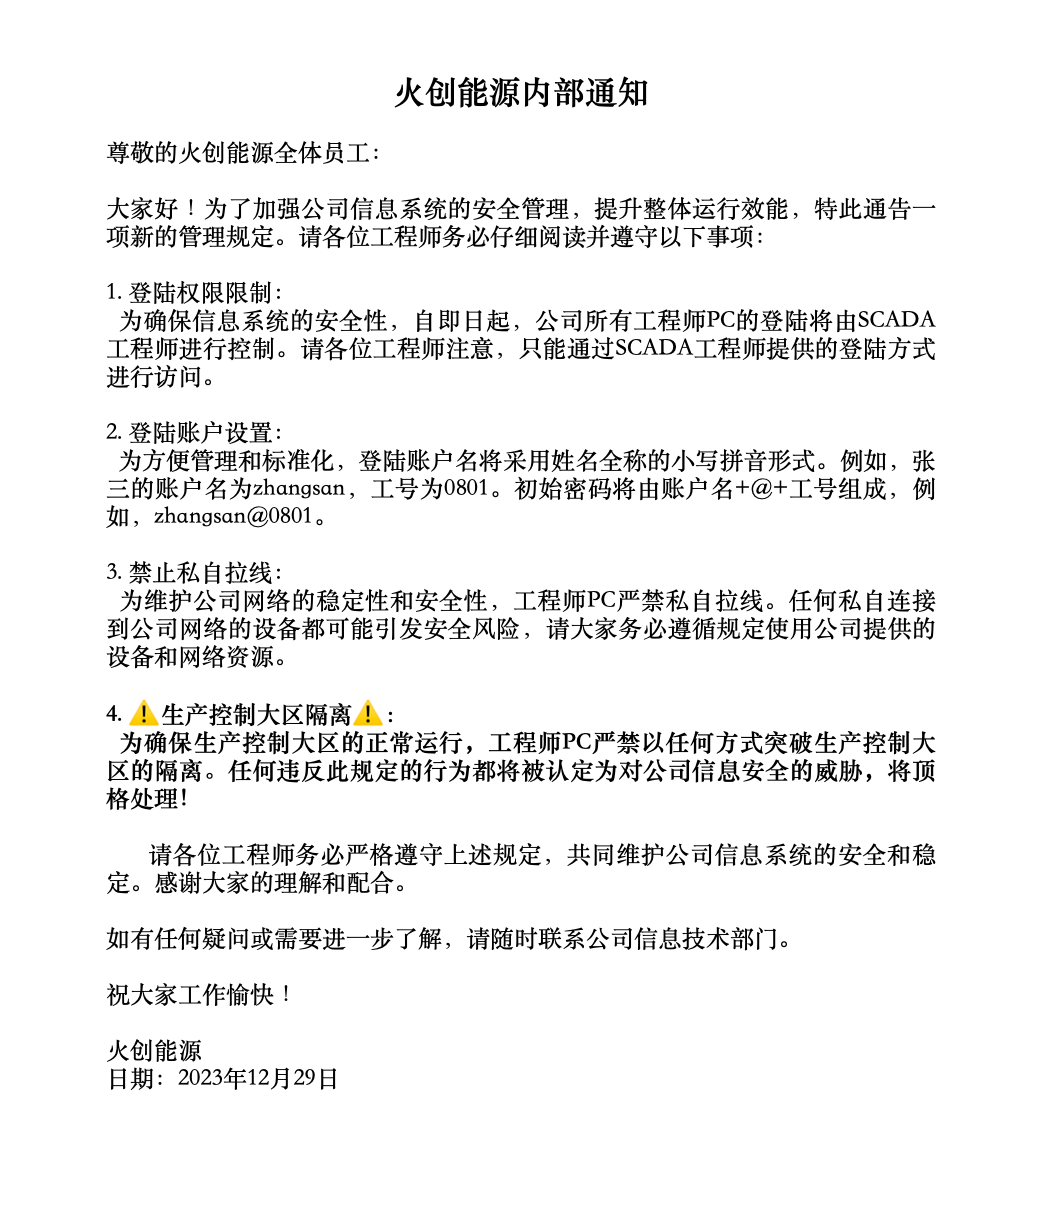 火创能源内部通知
尊敬的火创能源全体员工：
大家好！为了加强公司信息系统的安全管理，提升整体运行效能，特此通告一
项新的管理规定。请各位工程师务必仔细阅读并遵守以下事项：
1. 登陆权限限制：
为确保信息系统的安全性，自即日起，公司所有工程师PC的登陆将由SCADA
工程师进行控制。请各位工程师注意，只能通过SCADA工程师提供的登陆方式
进行访问。
2. 登陆账户设置：
为方便管理和标准化，登陆账户名将采用姓名全称的小写拼音形式。例如，张
三的账户名为zhangsan，工号为0801。初始密码将由账户名+@+工号组成，例
如，zhangsan@0801。
3. 禁止私自拉线：
为维护公司网络的稳定性和安全性，工程师PC严禁私自拉线。任何私自连接
到公司网络的设备都可能引发安全风险，请大家务必遵循规定使用公司提供的
设备和网络资源。
4. ⚠️生产控制大区隔离⚠️：
为确保生产控制大区的正常运行，工程师PC严禁以任何方式突破生产控制大
区的隔离。任何违反此规定的行为都将被认定为对公司信息安全的威胁，将顶
格处理!
请各位工程师务必严格遵守上述规定，共同维护公司信息系统的安全和稳
定。感谢大家的理解和配合。
如有任何疑问或需要进一步了解，请随时联系公司信息技术部门。
祝大家工作愉快！
火创能源
日期：2023年12月29日